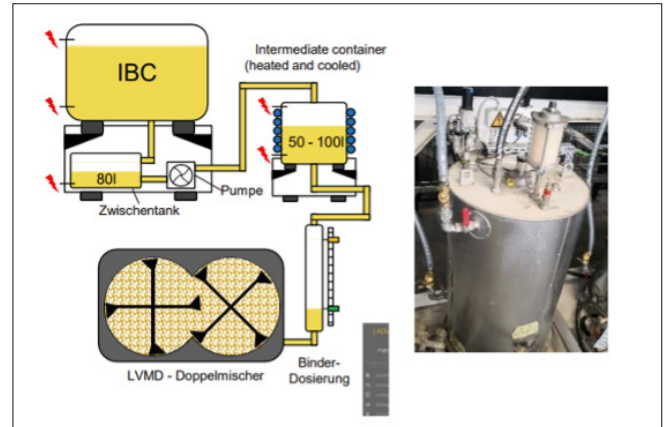 IBC
Intermediate container
(heated and cooled)
50 - 100l
80l
Pumpe
Zwischentank
LVMD - Doppelmischer
Binder-
Dosierung